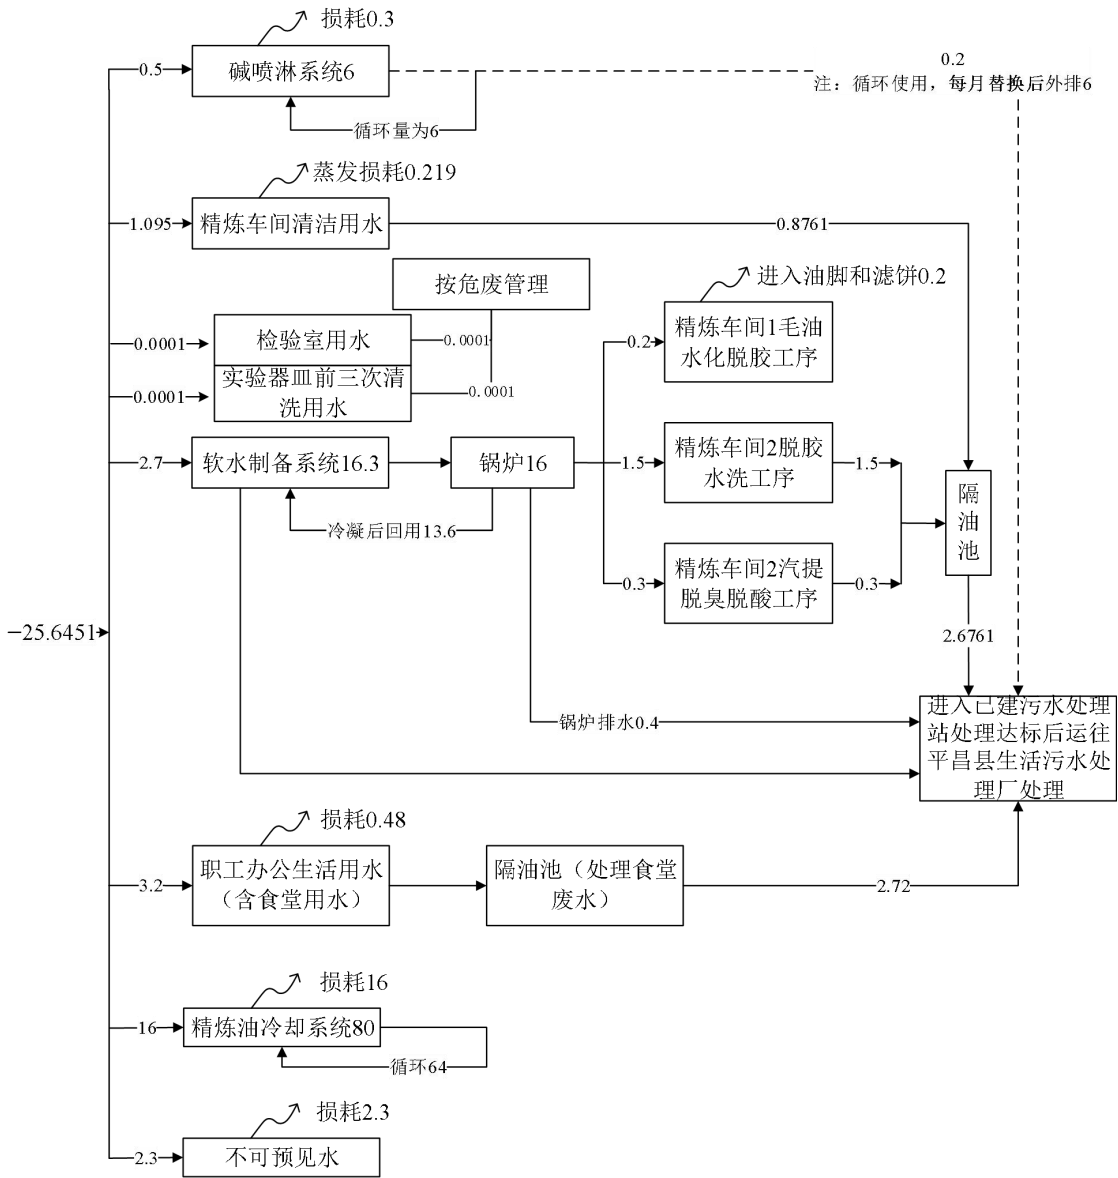 损耗0.3
0.5
碱喷淋系统6
0.2
注：循环使用，每月替换后外排6
循环量为6
蒸发损耗0.219
1.095
精炼车间清洁用水
0.8761
按危废管理
进入油脚和滤饼0.2
0.0001
检验室用水
0.0001
0.2
精炼车间1毛油
水化脱胶工序
0.0001
实验器皿前三次清
洗用水
0.0001
2.7
软水制备系统16.3
锅炉16
1.5
精炼车间2脱胶
水洗工序
1.5
隔
油
池
冷凝后回用13.6
0.3
精炼车间2汽提
脱臭脱酸工序
0.3
25.6451
2.6761
锅炉排水0.4
进入已建污水处理
站处理达标后运往
平昌县生活污水处
理厂处理
损耗0.48
3.2
职工办公生活用水
（含食堂用水）
隔油池（处理食堂
废水）
2.72
损耗16
16
精炼油冷却系统80
循环64
损耗2.3
2.3
不可预见水